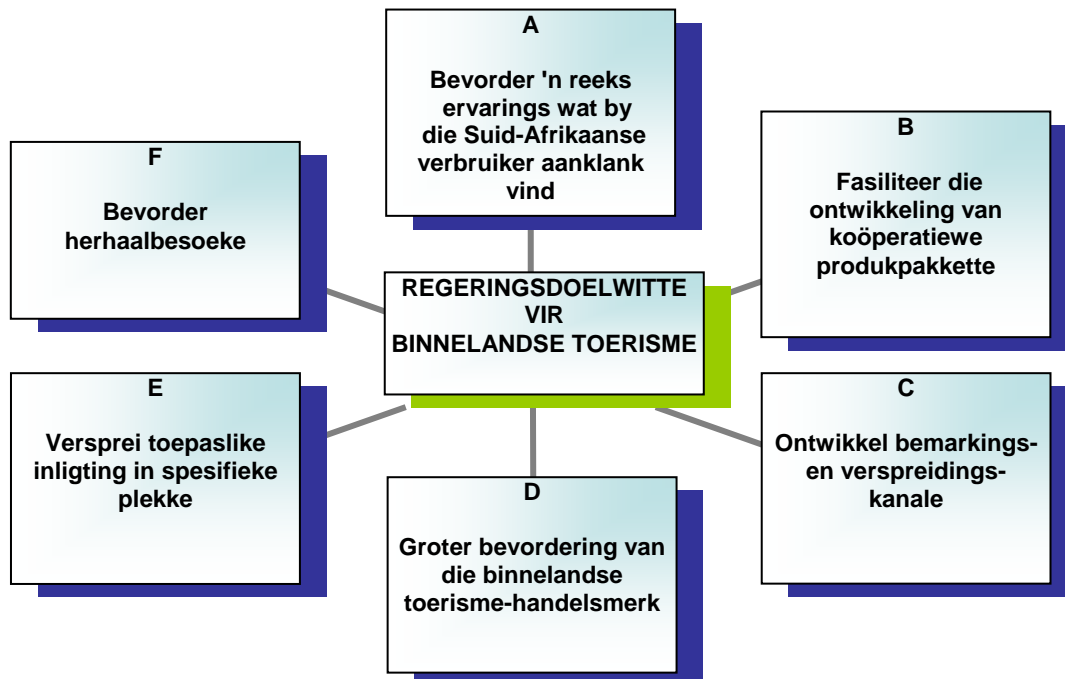 A
Bevorder 'n reeks
ervarings wat by
die Suid-Afrikaanse
verbruiker aanklank
vind
B
Fasiliteer die
ontwikkeling van
koöperatiewe
produkpakkette
F
Bevorder
herhaalbesoeke
REGERINGSDOELWITTE
VIR
BINNELANDSE TOERISME
E
Versprei toepaslike
inligting in spesifieke
plekke
C
Ontwikkel bemarkings-
en verspreidings-
kanale
D
Groter bevordering van
die binnelandse
toerisme-handelsmerk